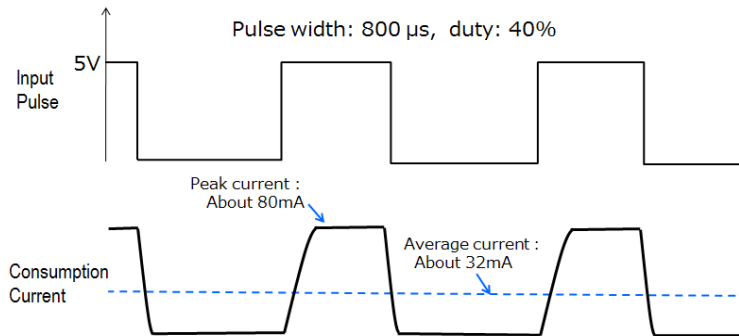 Pulse width: 800 µs, duty: 40%
5V
Input
Pulse
Peak current :
About 80mA
Average current :
About 32mA
Consumption
Current